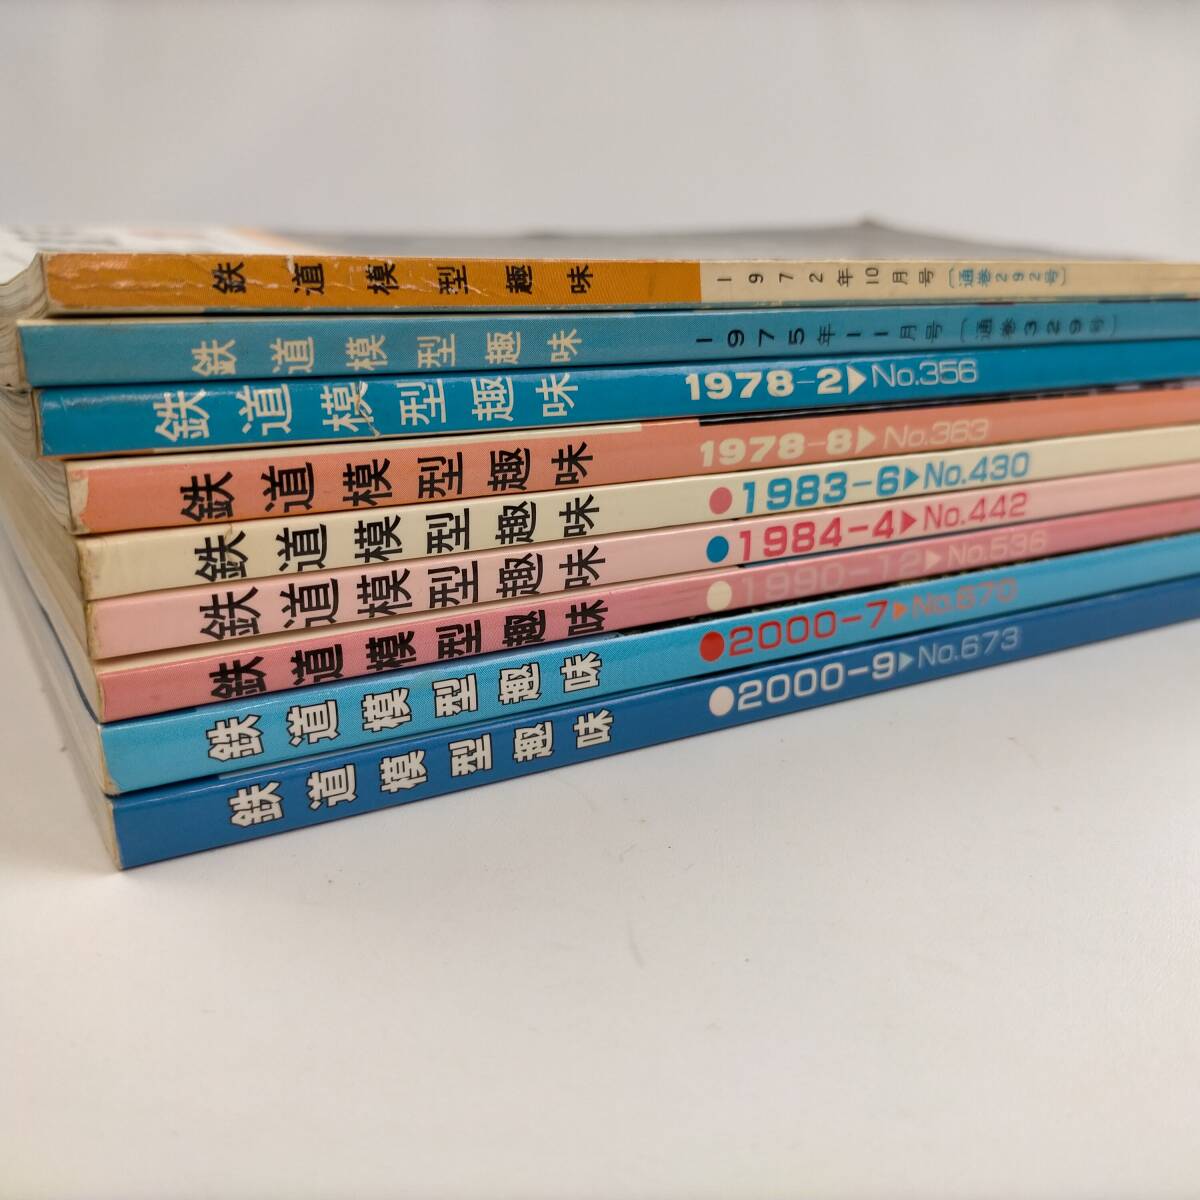 鉄道模型趣味 1972年10月号〔通巻292号〕
鉄道模型趣味 1975年11月号〔通巻329号〕
鉄道模型趣味 1978-2▶No.356
鉄道模型趣味 1978-8▶No.363
鉄道模型趣味 ●1983-6▶No.430
鉄道模型趣味 ●1984-4▶No.442
鉄道模型趣味 ●1990-12▶No.536
鉄道模型趣味 ●2000-7▶No.670
鉄道模型趣味 ●2000-9▶No.673